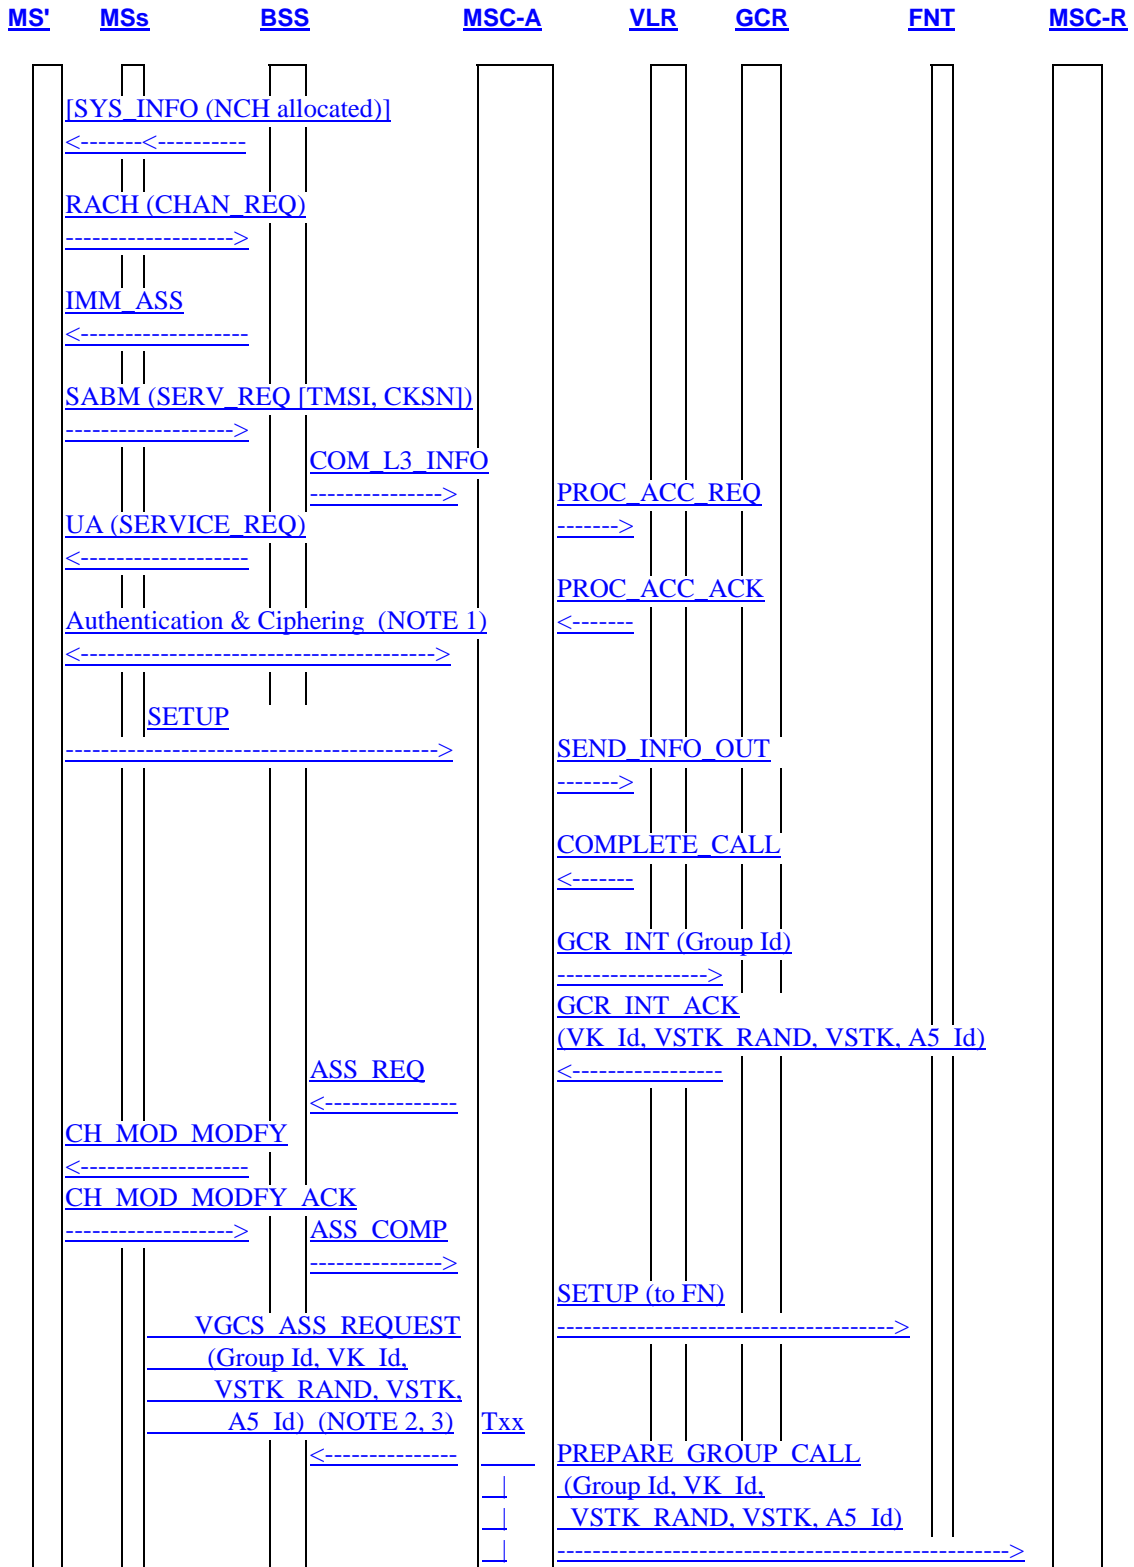 MS' MSs BSS MSC-A VLR GCR FNT MSC-R
[SYS_INFO (NCH allocated)]
<-------<----------
RACH (CHAN_REQ)
------------------->
IMM_ASS
<-------------------
SABM (SERV_REQ [TMSI, CKSN])
------------------->
COM_L3_INFO
---------------> PROC_ACC_REQ
UA (SERVICE_REQ) ------->
<-------------------
PROC_ACC_ACK
Authentication & Ciphering (NOTE 1) <-------
<---------------------------------------->
SETUP
------------------------------------------> SEND_INFO_OUT
------->
COMPLETE_CALL
<-------
GCR_INT (Group Id)
----------------->
GCR_INT_ACK
(VK_Id, VSTK_RAND, VSTK, A5_Id)
ASS_REQ <-----------------
<---------------
CH_MOD_MODFY
<-------------------
CH_MOD_MODFY_ACK
-------------------> ASS_COMP
--------------->
SETUP (to FN)
VGCS_ASS_REQUEST -------------------------------------->
(Group Id, VK_Id,
VSTK_RAND, VSTK,
A5_Id) (NOTE 2, 3) Txx
<--------------- PREPARE_GROUP_CALL
| (Group Id, VK_Id,
| VSTK_RAND, VSTK, A5_Id)
| --------------------------------------------------->